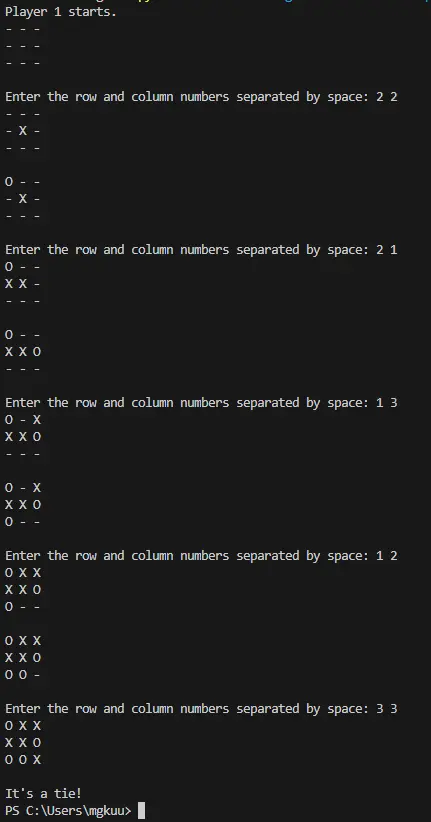 Player 1 starts.
- - -
- - -
- - -
Enter the row and column numbers separated by space: 2 2
- - -
- X -
- - -
O - -
- X -
- - -
Enter the row and column numbers separated by space: 2 1
O - -
X X -
- - -
O - -
X X O
- - -
Enter the row and column numbers separated by space: 1 3
O - X
X X O
- - -
O - X
X X O
O - -
Enter the row and column numbers separated by space: 1 2
O X X
X X O
O - -
O X X
X X O
O O -
Enter the row and column numbers separated by space: 3 3
O X X
X X O
O O X
It's a tie!
PS C:\Users\mgkuu>